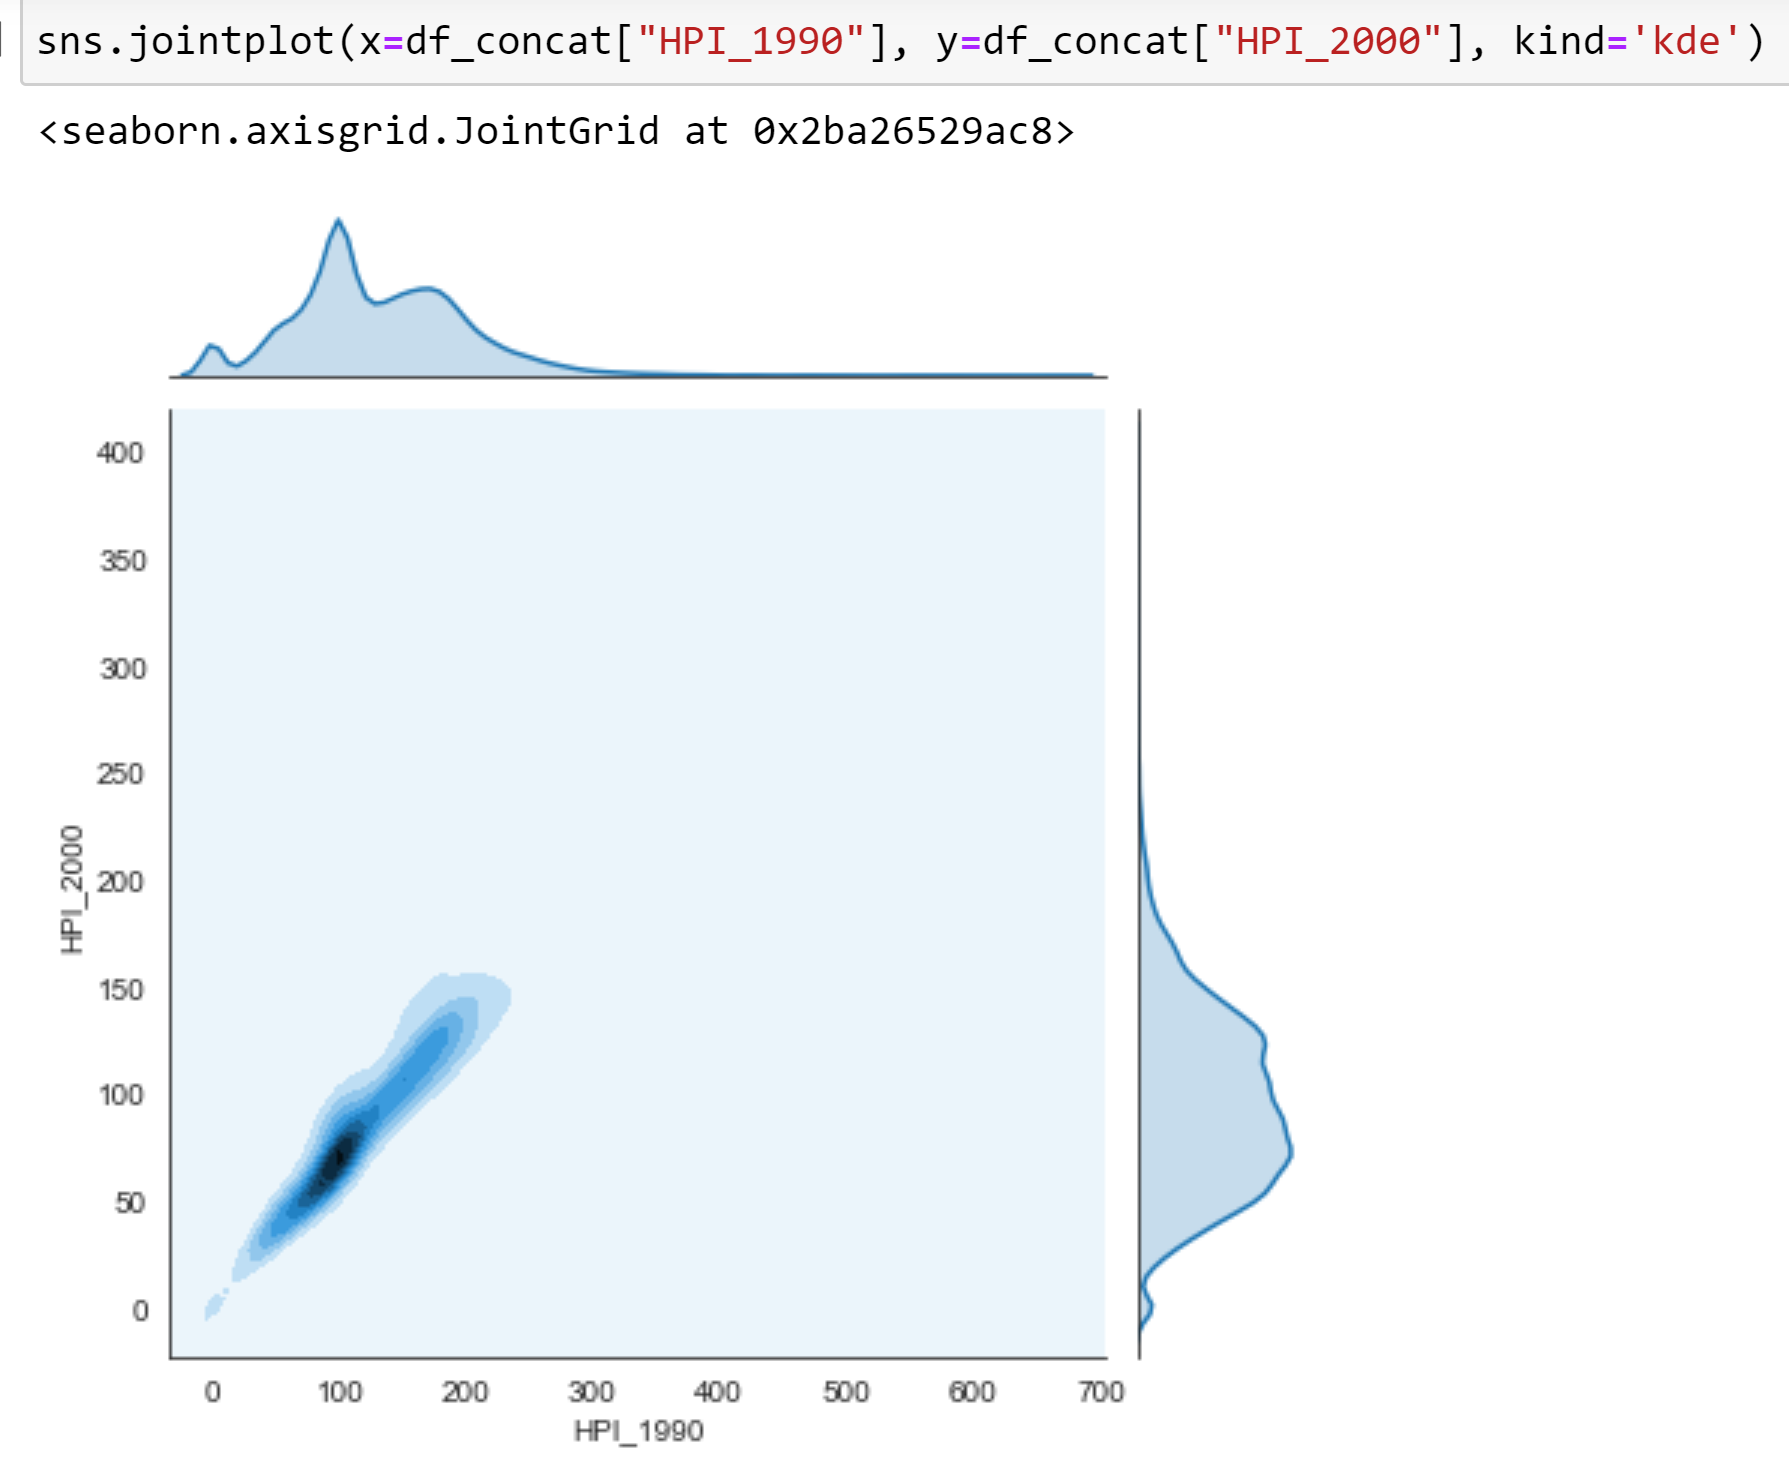 sns.jointplot(x=df_concat["HPI_1990"], y=df_concat["HPI_2000"], kind='kde')
<seaborn.axisgrid.JointGrid at 0x2ba26529ac8>
400
350
300
250
200
150
100
50
0
HPI_2000
0 100 200 300 400 500 600 700
HPI_1990